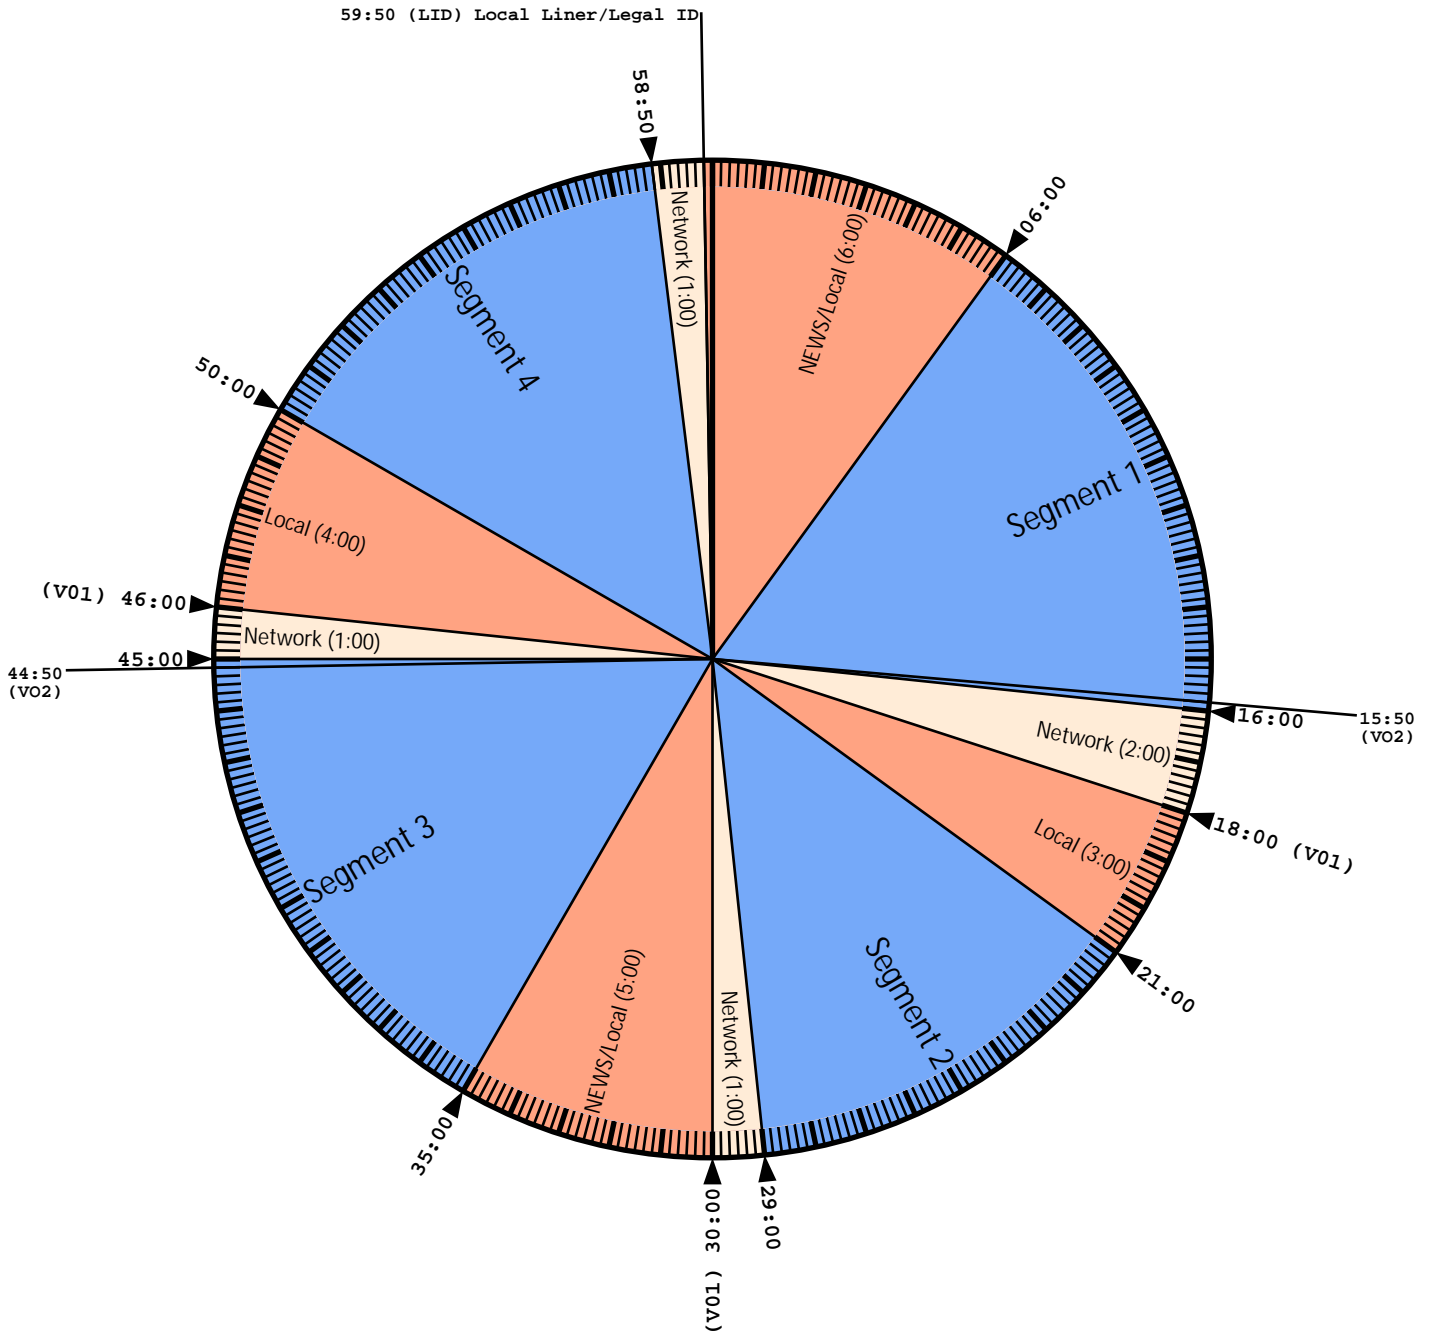 59:50 (LID) Local Liner/Legal ID
58:50
Network (1:00)
NEWS/Local (6:00)
06:00
Segment 1
Segment 4
50:00
Local (4:00)
(V01) 46:00
Network (1:00)
45:00
44:50
(VO2)
16:00
15:50
(VO2)
Network (2:00)
18:00 (V01)
Local (3:00)
21:00
Segment 2
Segment 3
Network (1:00)
29:00
NEWS/Local (5:00)
(V01) 30:00
35:00